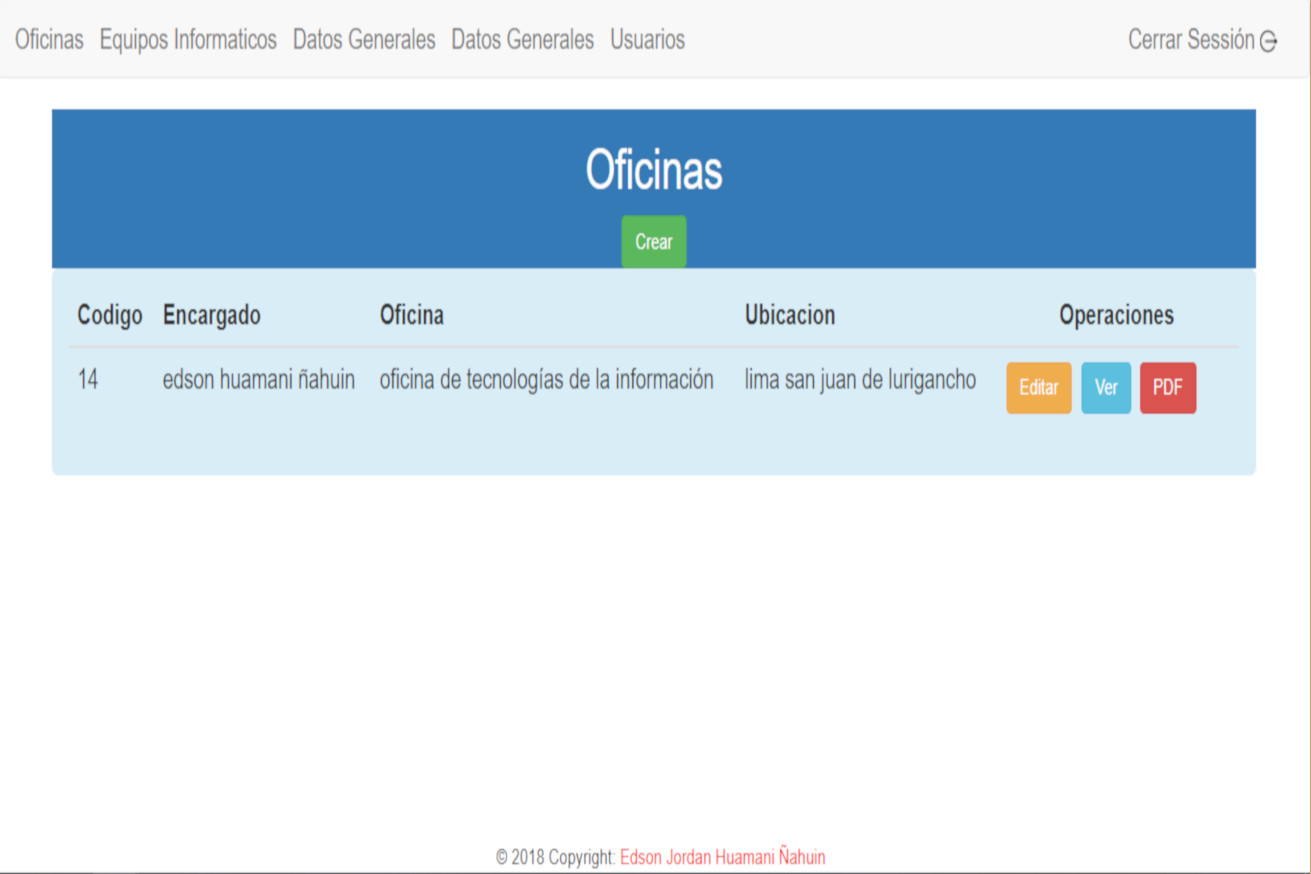 Oficinas Equipos Informaticos Datos Generales Datos Generales Usuarios Cerrar Sessión
Oficinas
Crear
Codigo Encargado Oficina Ubicacion Operaciones
14 edson huamani ñahuin oficina de tecnologías de la información lima san juan de lurigancho Editar Ver PDF
© 2018 Copyright: Edson Jordan Huamani Ñahuin